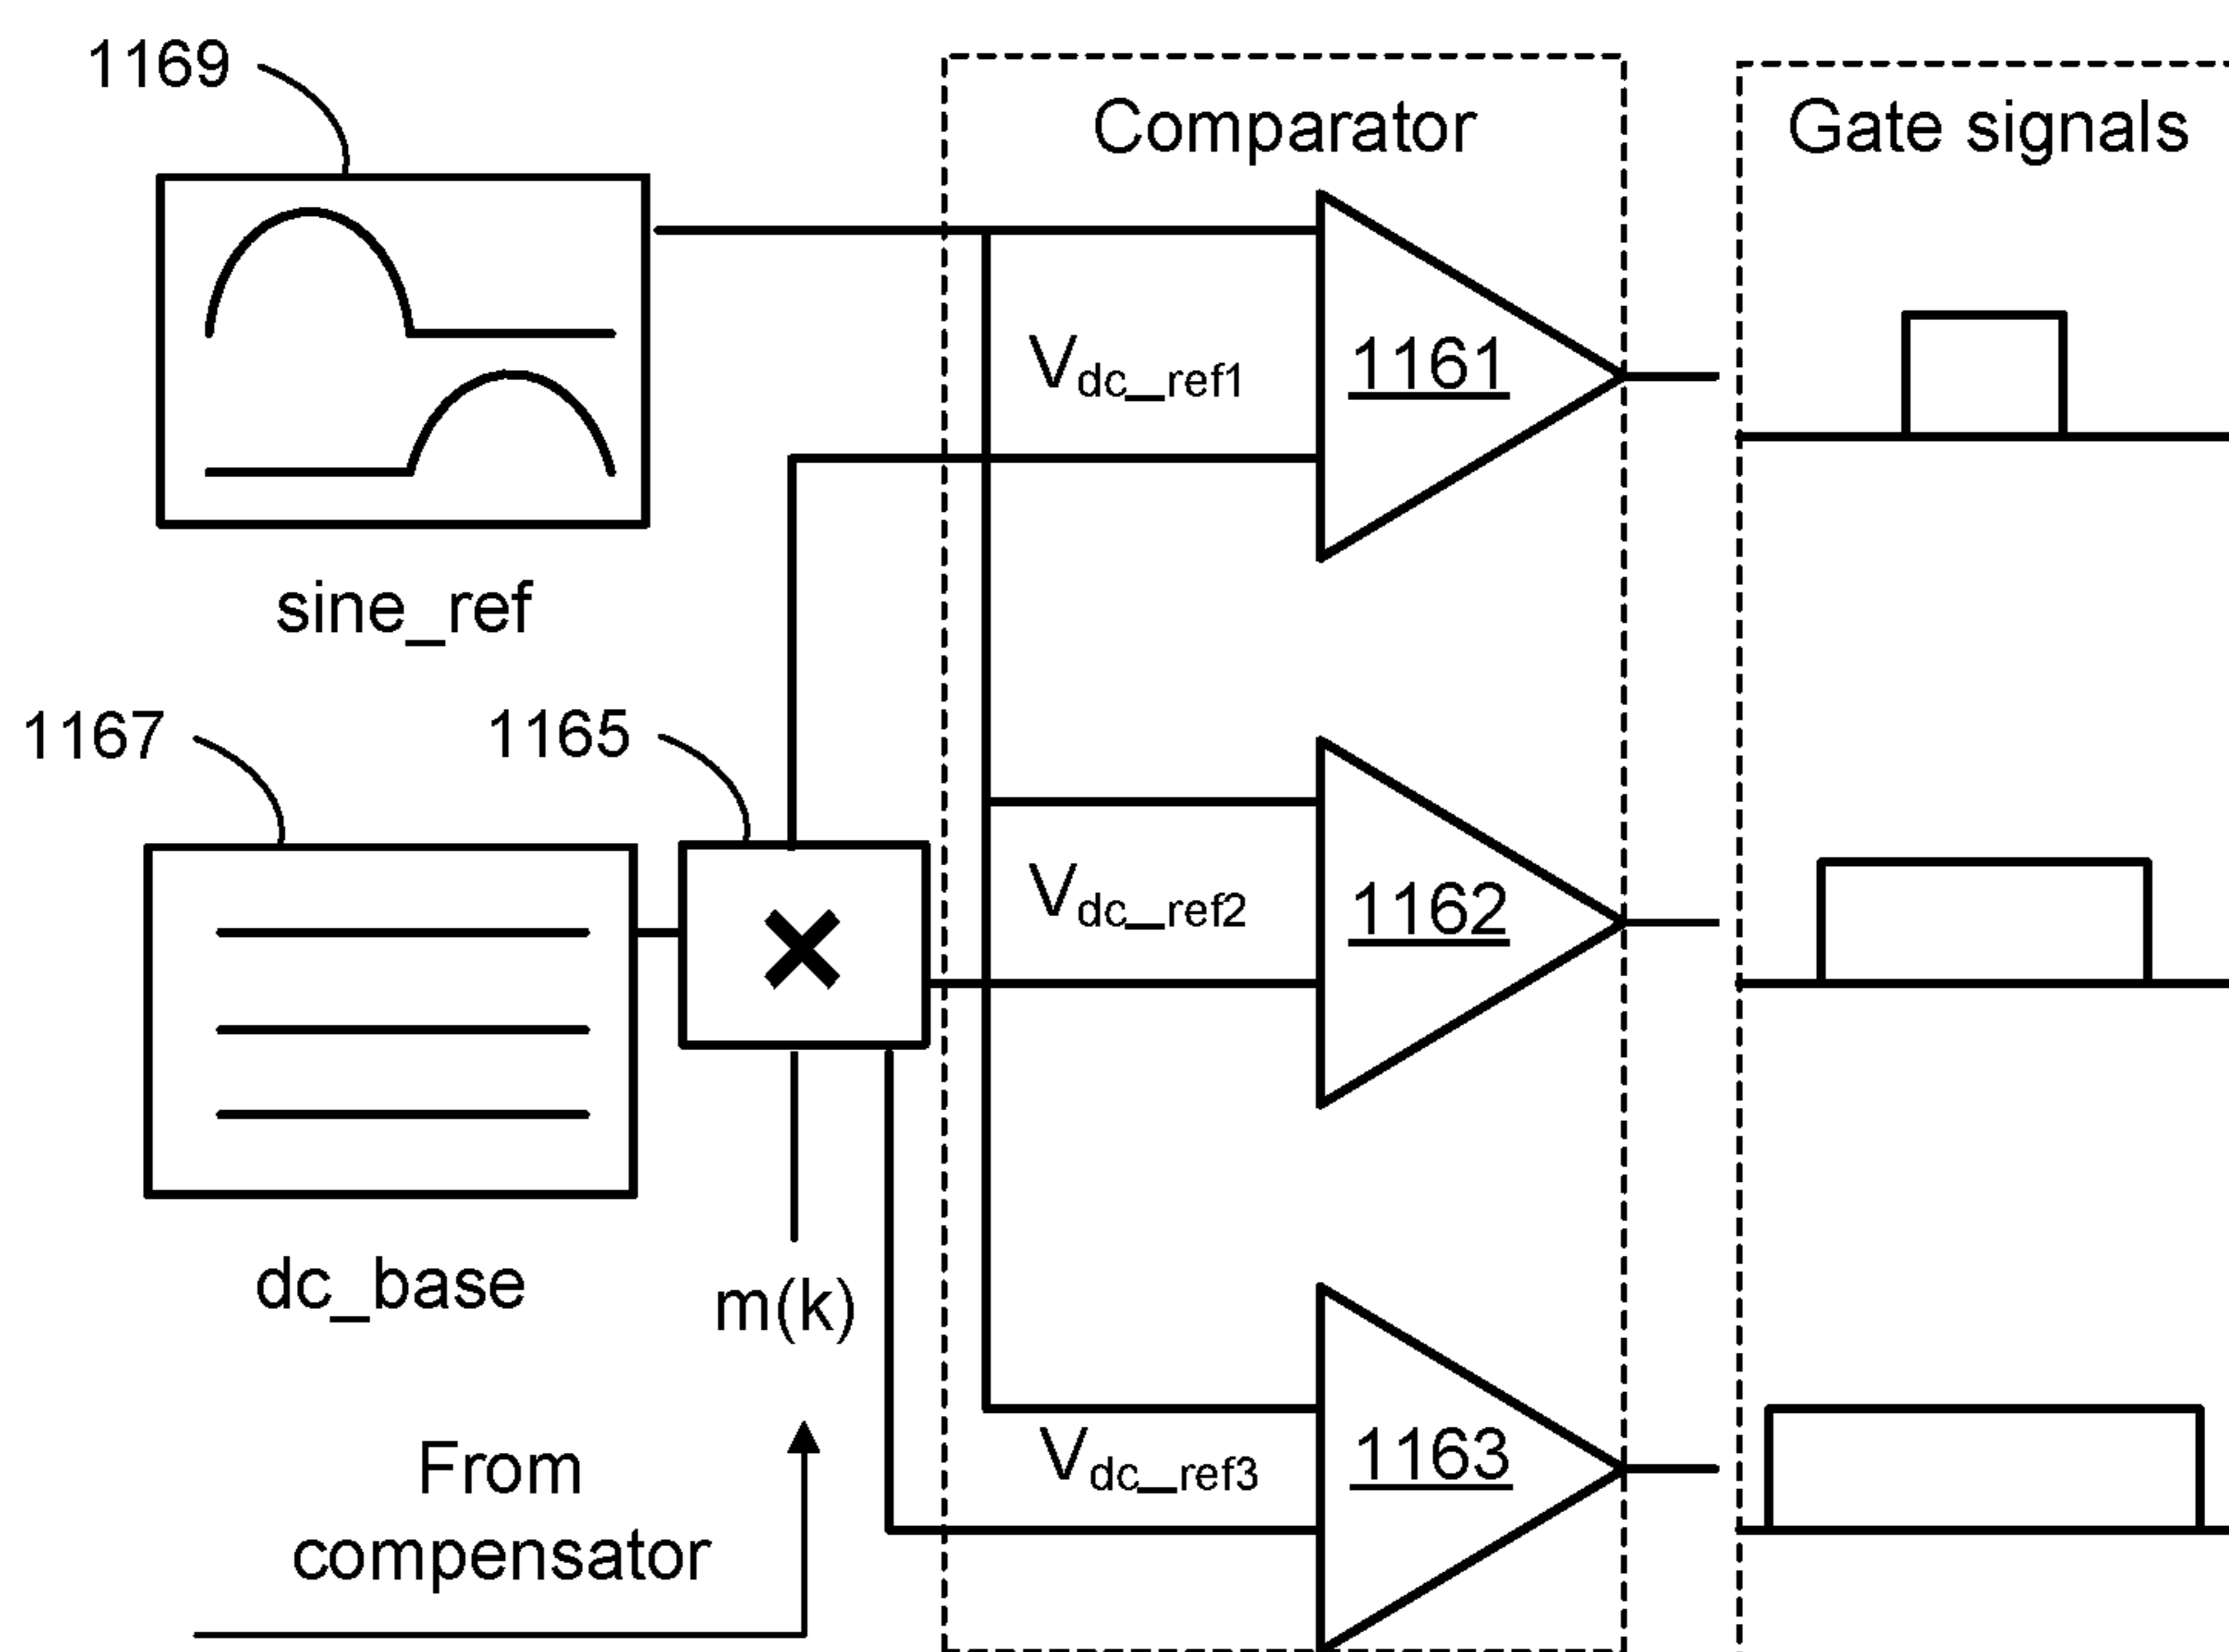 1169
Comparator
Gate signals
Vdc_ref1
1161
sine_ref
1167
1165
Vdc_ref2
1162
dc_base
m(k)
From
compensator
Vdc_ref3
1163